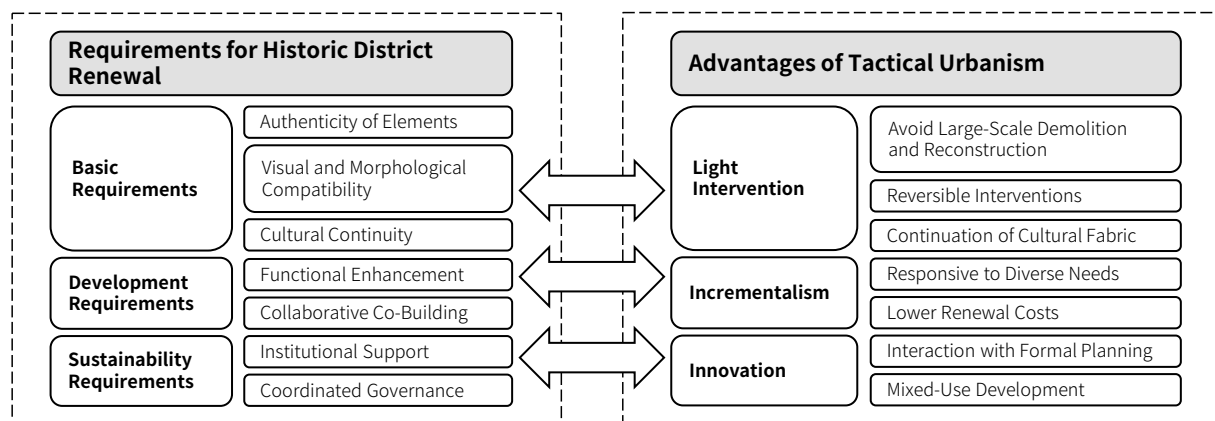 Requirements for Historic District
Renewal
Basic
Requirements
Authenticity of Elements
Visual and Morphological
Compatibility
Cultural Continuity
Development
Requirements
Functional Enhancement
Collaborative Co-Building
Sustainability
Requirements
Institutional Support
Coordinated Governance
Advantages of Tactical Urbanism
Light
Intervention
Avoid Large-Scale Demolition
and Reconstruction
Reversible Interventions
Continuation of Cultural Fabric
Incrementalism
Responsive to Diverse Needs
Lower Renewal Costs
Innovation
Interaction with Formal Planning
Mixed-Use Development